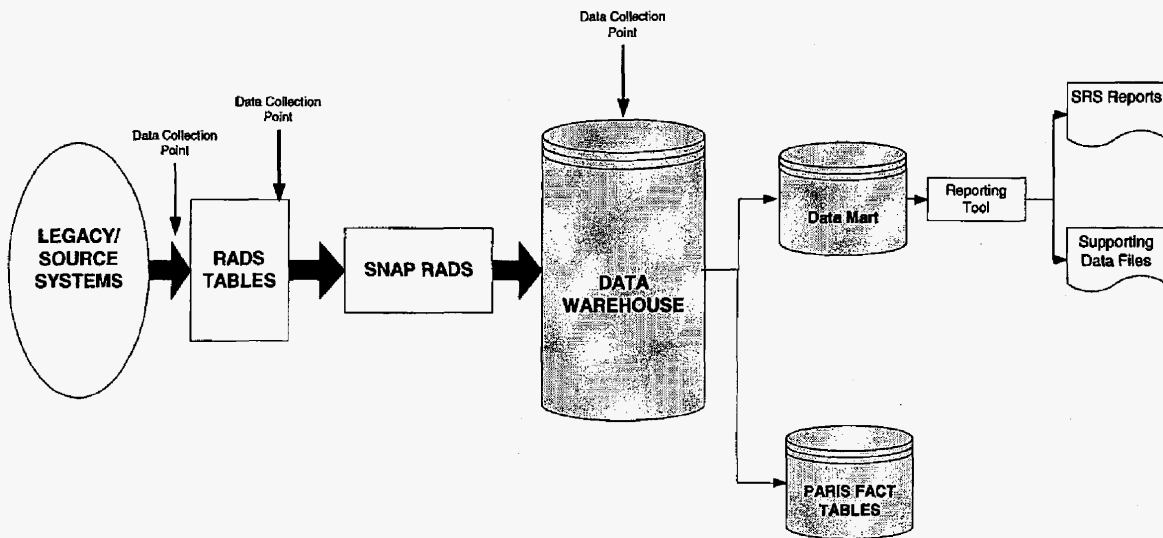 Data Collection
Point
Data Collection
Point
Data Collection
Point
LEGACY/
SOURCE
SYSTEMS
RADS
TABLES
SNAP RADS
DATA
WAREHOUSE
Data Mart
Reporting
Tool
SRS Reports
Supporting
Data Files
PARIS FACT
TABLES